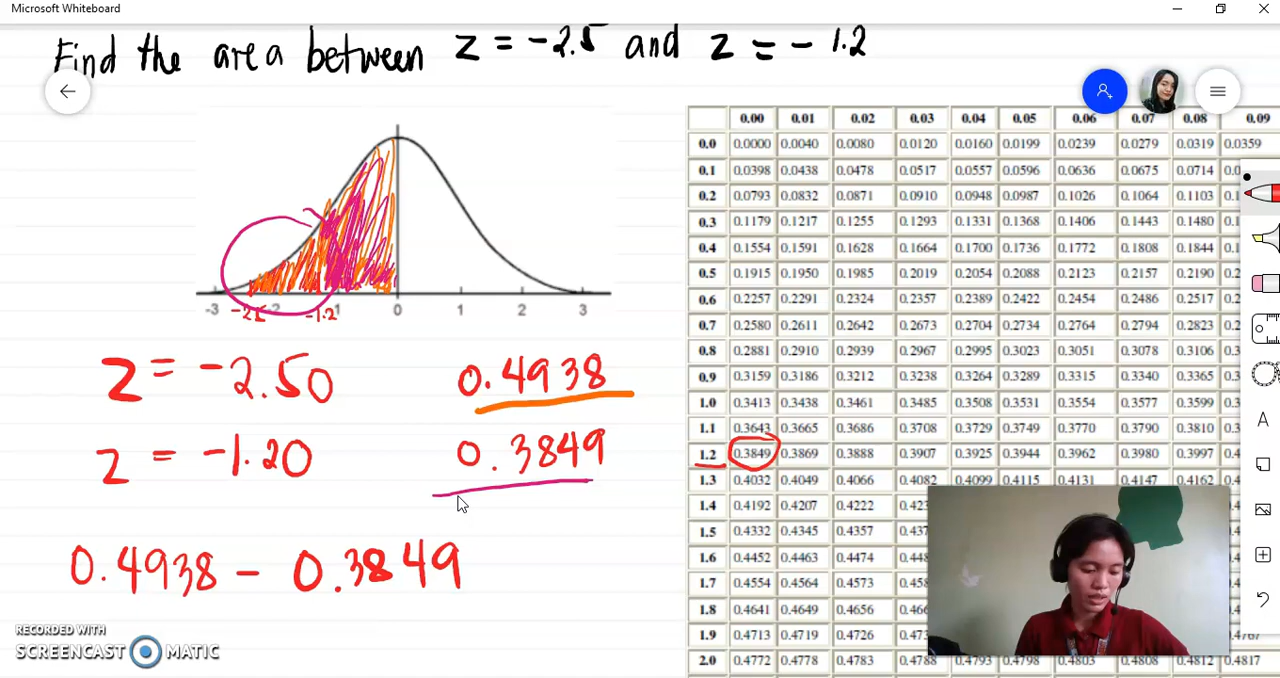 Microsoft Whiteboard
Find the area between z = -2.5 and z = -1.2
-3 -1 0 1 2 3
-1.2
z = -2.50 0.4938
z = -1.20 0.3849
0.4938 - 0.3849
RECORDED WITH
SCREENCAST MATIC
0.00 0.01 0.02 0.03 0.04 0.05 0.06 0.07 0.08 0.09
0.0 0.0000 0.0040 0.0080 0.0120 0.0160 0.0199 0.0239 0.0279 0.0319 0.0359
0.1 0.0398 0.0438 0.0478 0.0517 0.0557 0.0596 0.0636 0.0675 0.0714
0.2 0.0793 0.0832 0.0871 0.0910 0.0948 0.0987 0.1026 0.1064 0.1103
0.3 0.1179 0.1217 0.1255 0.1293 0.1331 0.1368 0.1406 0.1443 0.1480
0.4 0.1554 0.1591 0.1628 0.1664 0.1700 0.1736 0.1772 0.1808 0.1844
0.5 0.1915 0.1950 0.1985 0.2019 0.2054 0.2088 0.2123 0.2157 0.2190
0.6 0.2257 0.2291 0.2324 0.2357 0.2389 0.2422 0.2454 0.2486 0.2517
0.7 0.2580 0.2611 0.2642 0.2673 0.2704 0.2734 0.2764 0.2794 0.2823
0.8 0.2881 0.2910 0.2939 0.2967 0.2995 0.3023 0.3051 0.3078 0.3106
0.9 0.3159 0.3186 0.3212 0.3238 0.3264 0.3289 0.3315 0.3340 0.3365
1.0 0.3413 0.3438 0.3461 0.3485 0.3508 0.3531 0.3554 0.3577 0.3599
1.1 0.3643 0.3665 0.3686 0.3708 0.3729 0.3749 0.3770 0.3790 0.3810
1.2 0.3849 0.3869 0.3888 0.3907 0.3925 0.3944 0.3962 0.3980 0.3997
1.3 0.4032 0.4049 0.4066 0.4082 0.4099 0.4115 0.4131 0.4147 0.4162
1.4 0.4192 0.4207 0.4222
1.5 0.4332 0.4345 0.4357
1.6 0.4452 0.4463 0.4474
1.7 0.4554 0.4564 0.4573
1.8 0.4641 0.4649 0.4656
1.9 0.4713 0.4719 0.4726 0.4767
2.0 0.4772 0.4778 0.4783 0.4788 0.4793 0.4798 0.4803 0.4808 0.4812 0.4817